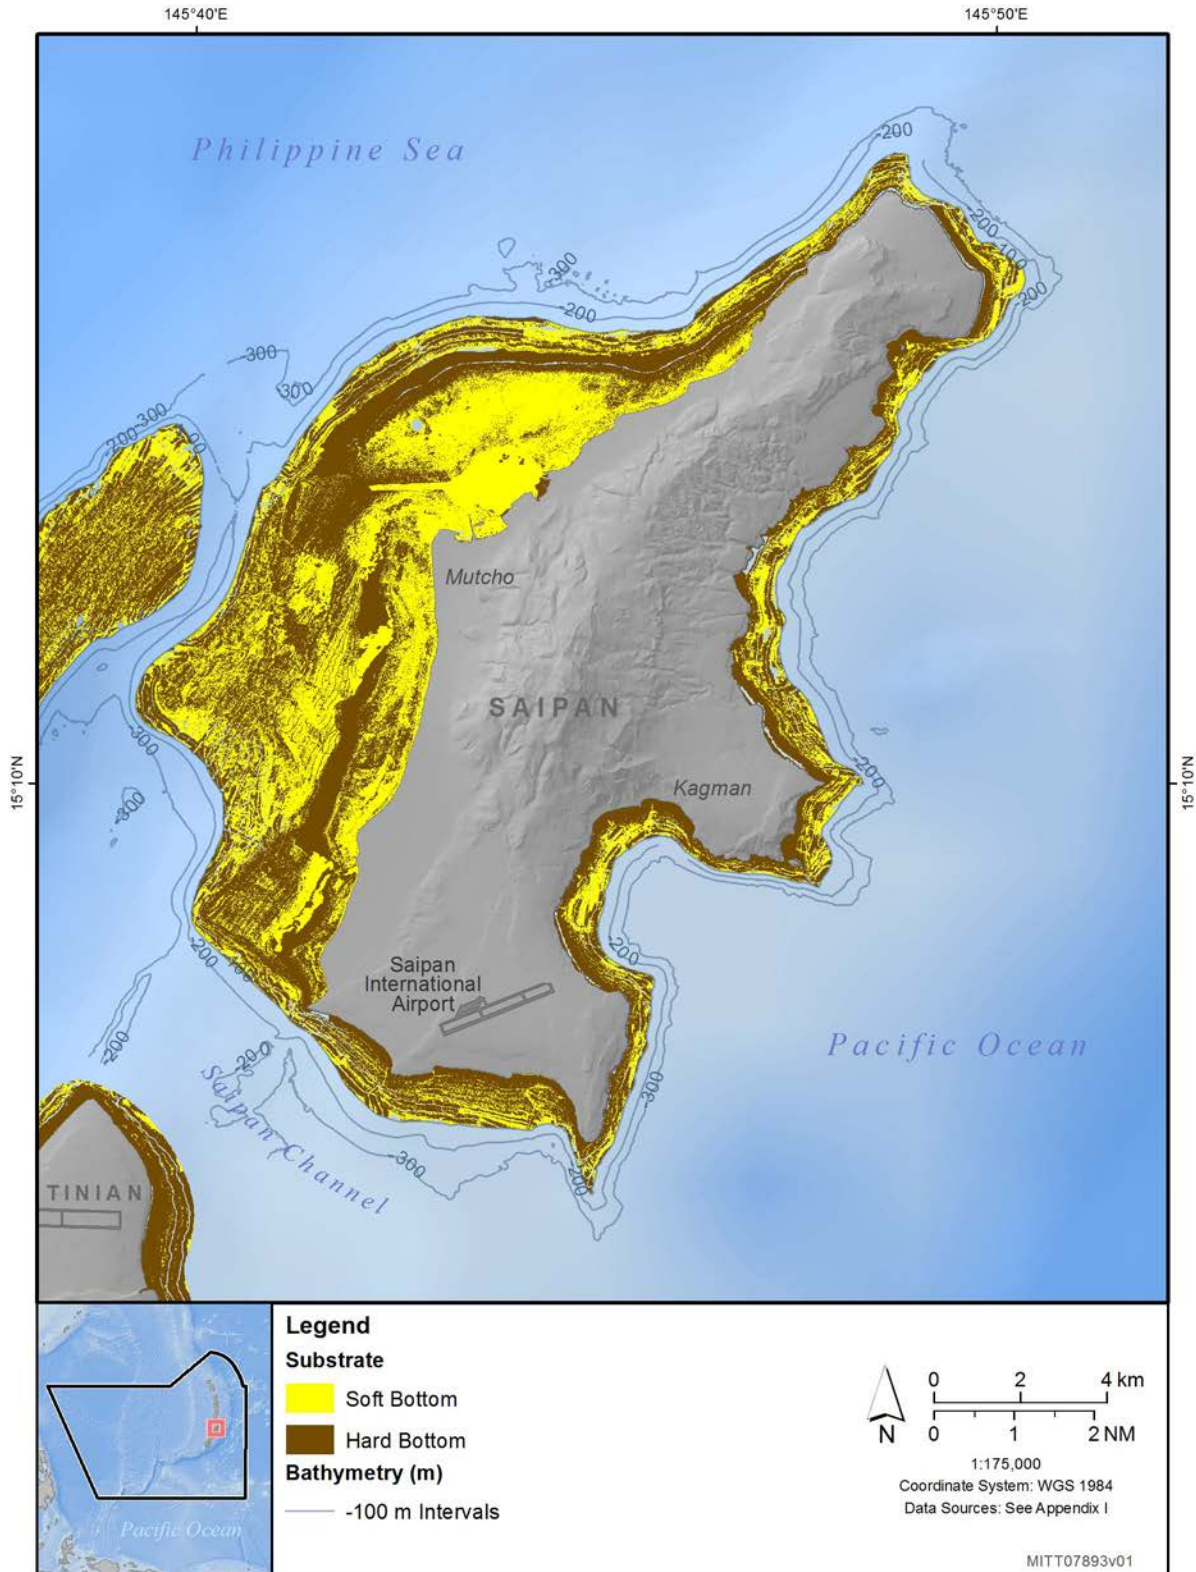 145°40'E
145°50'E
Philippine Sea
-200
-200
-100
-200
-300
-200
-300
-300
-300
-200
Mutcho
SAIPAN
15°10'N
15°10'N
-300
-200
-300
Kagman
-200
-100
-200
Saipan
International
Airport
Pacific Ocean
-200
-200
-300
Saipan Channel
-300
-200
TINIAN
Legend
Substrate
Soft Bottom
Hard Bottom
Bathymetry (m)
-100 m Intervals
Pacific Ocean
N
0 2 4 km
0 1 2 NM
1:175,000
Coordinate System: WGS 1984
Data Sources: See Appendix I
MITT07893v01